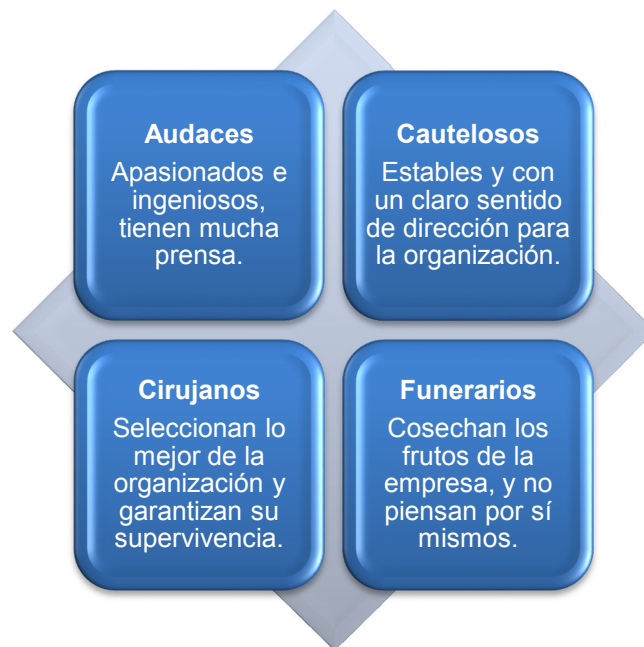 Audaces
Apasionados e
ingeniosos,
tienen mucha
prensa.
Cautelosos
Estables y con
un claro sentido
de dirección para
la organización.
Cirujanos
Seleccionan lo
mejor de la
organización y
garantizan su
supervivencia.
Funerarios
Cosechan los
frutos de la
empresa, y no
piensan por sí
mismos.